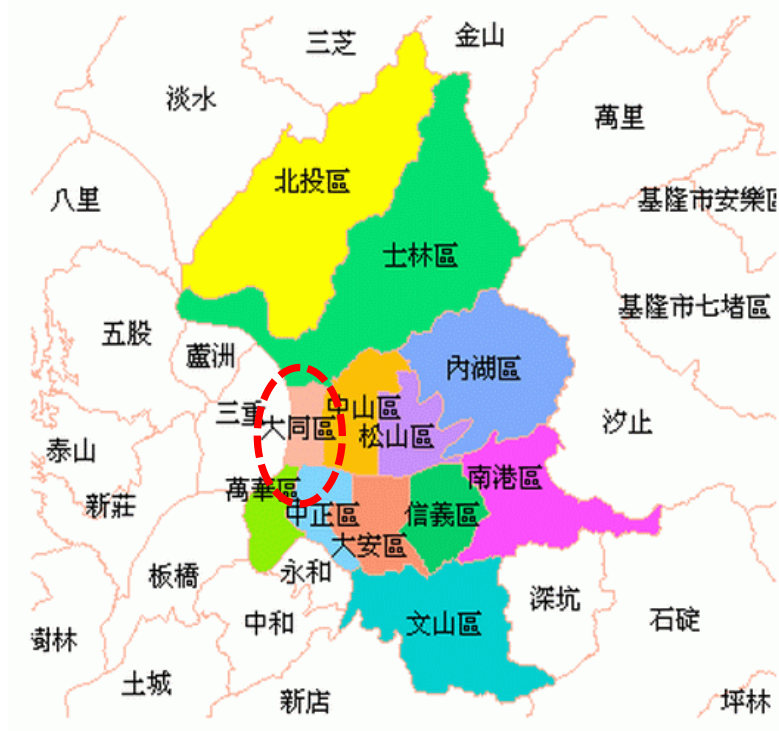 三芝
金山
淡水
萬里
北投區
八里
基隆市安樂區
士林區
基隆市七堵區
五股
蘆洲
內湖區
三重
中山區
大同區
松山區
汐止
泰山
南港區
萬華區
新莊
中正區
信義區
大安區
板橋
永和
深坑
中和
文山區
石碇
樹林
土城
新店
坪林